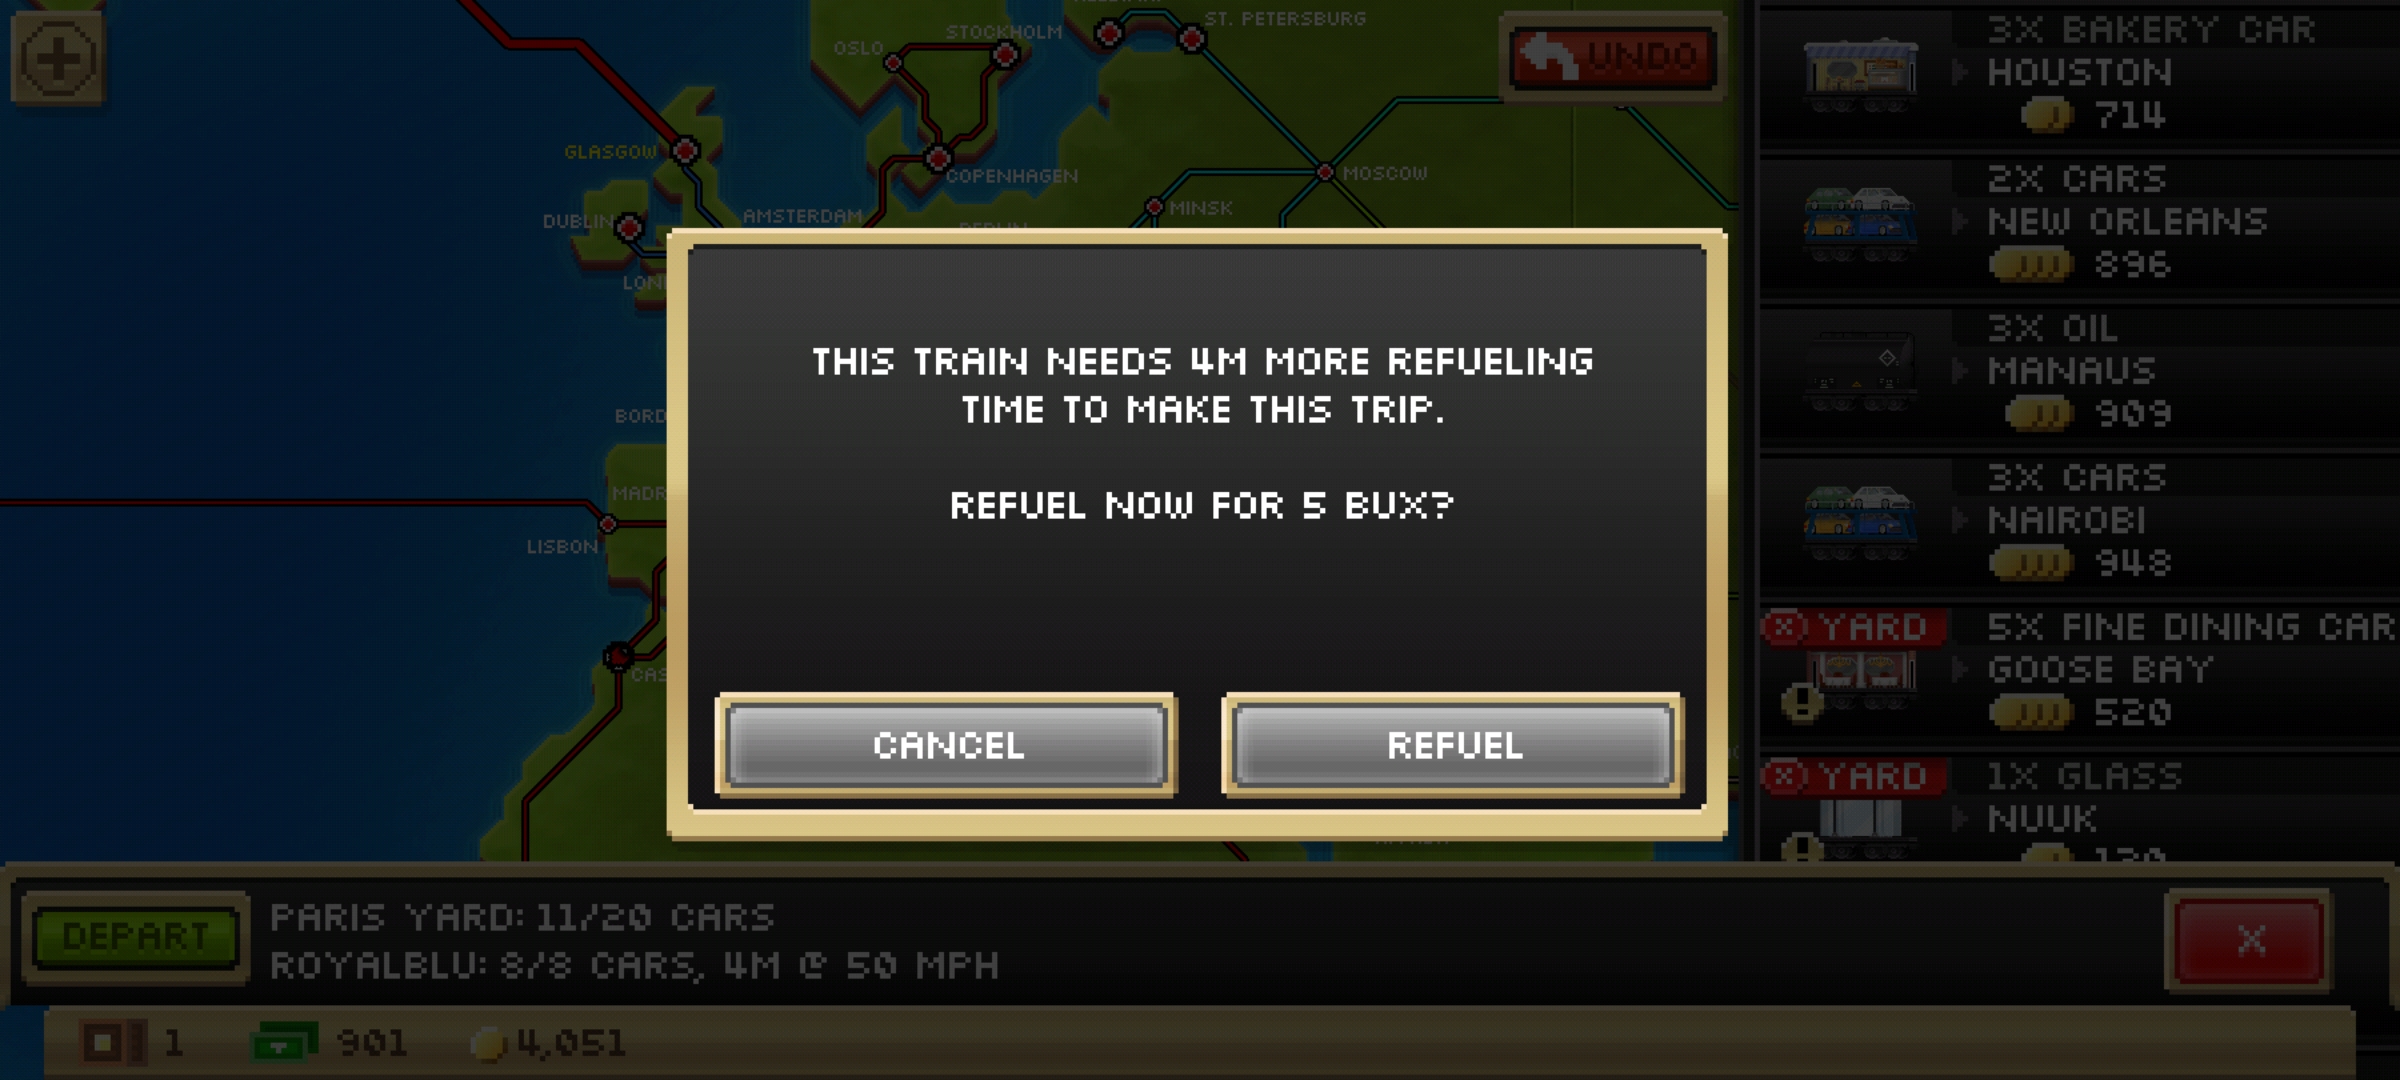 STOCKHOLM
ST. PETERSBURG
OSLO
UNDO
GLASGOW
COPENHAGEN
MOSCOW
DUBLIN
AMSTERDAM
MINSK
LISBON
3X BAKERY CAR
HOUSTON
714
2X CARS
NEW ORLEANS
896
3X OIL
MANAUS
909
3X CARS
NAIROBI
948
YARD
5X FINE DINING CAR
GOOSE BAY
520
YARD
1X GLASS
NUUK
THIS TRAIN NEEDS 4M MORE REFUELING
TIME TO MAKE THIS TRIP.
REFUEL NOW FOR 5 BUX?
CANCEL
REFUEL
DEPART
PARIS YARD: 11/20 CARS
ROYALBLU: 8/8 CARS, 4M @ 50 MPH
X
1
901
4,051